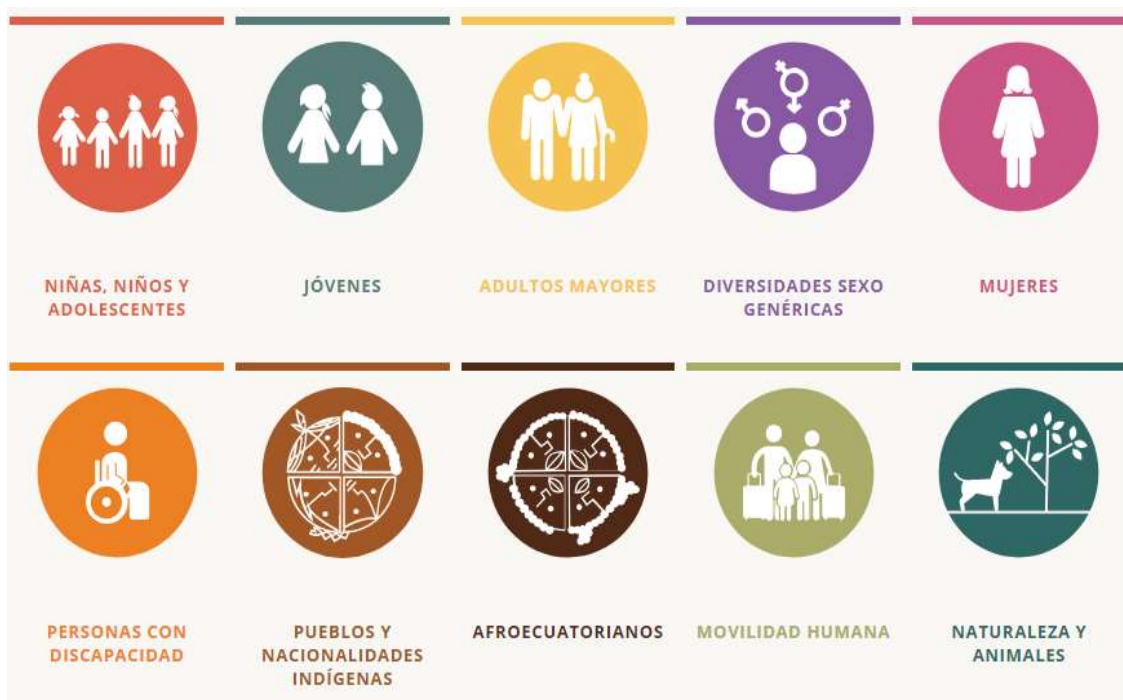 NIÑAS, NIÑOS Y
ADOLESCENTES
JÓVENES
ADULTOS MAYORES
DIVERSIDADES SEXO
GENÉRICAS
MUJERES
PERSONAS CON
DISCAPACIDAD
PUEBLOS Y
NACIONALIDADES
INDÍGENAS
AFROECUATORIANOS
MOVILIDAD HUMANA
NATURALEZA Y
ANIMALES